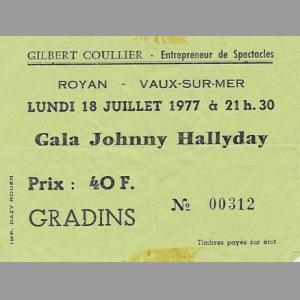 GILBERT COULLIER - Entrepreneur de Spectacles
ROYAN - VAUX-SUR-MER
LUNDI 18 JUILLET 1977 à 21 h. 30
Gala Johnny Hallyday
Prix : 40 F.
GRADINS
№ 00312
Timbres payés sur état
IMP. DAZY ROUEN